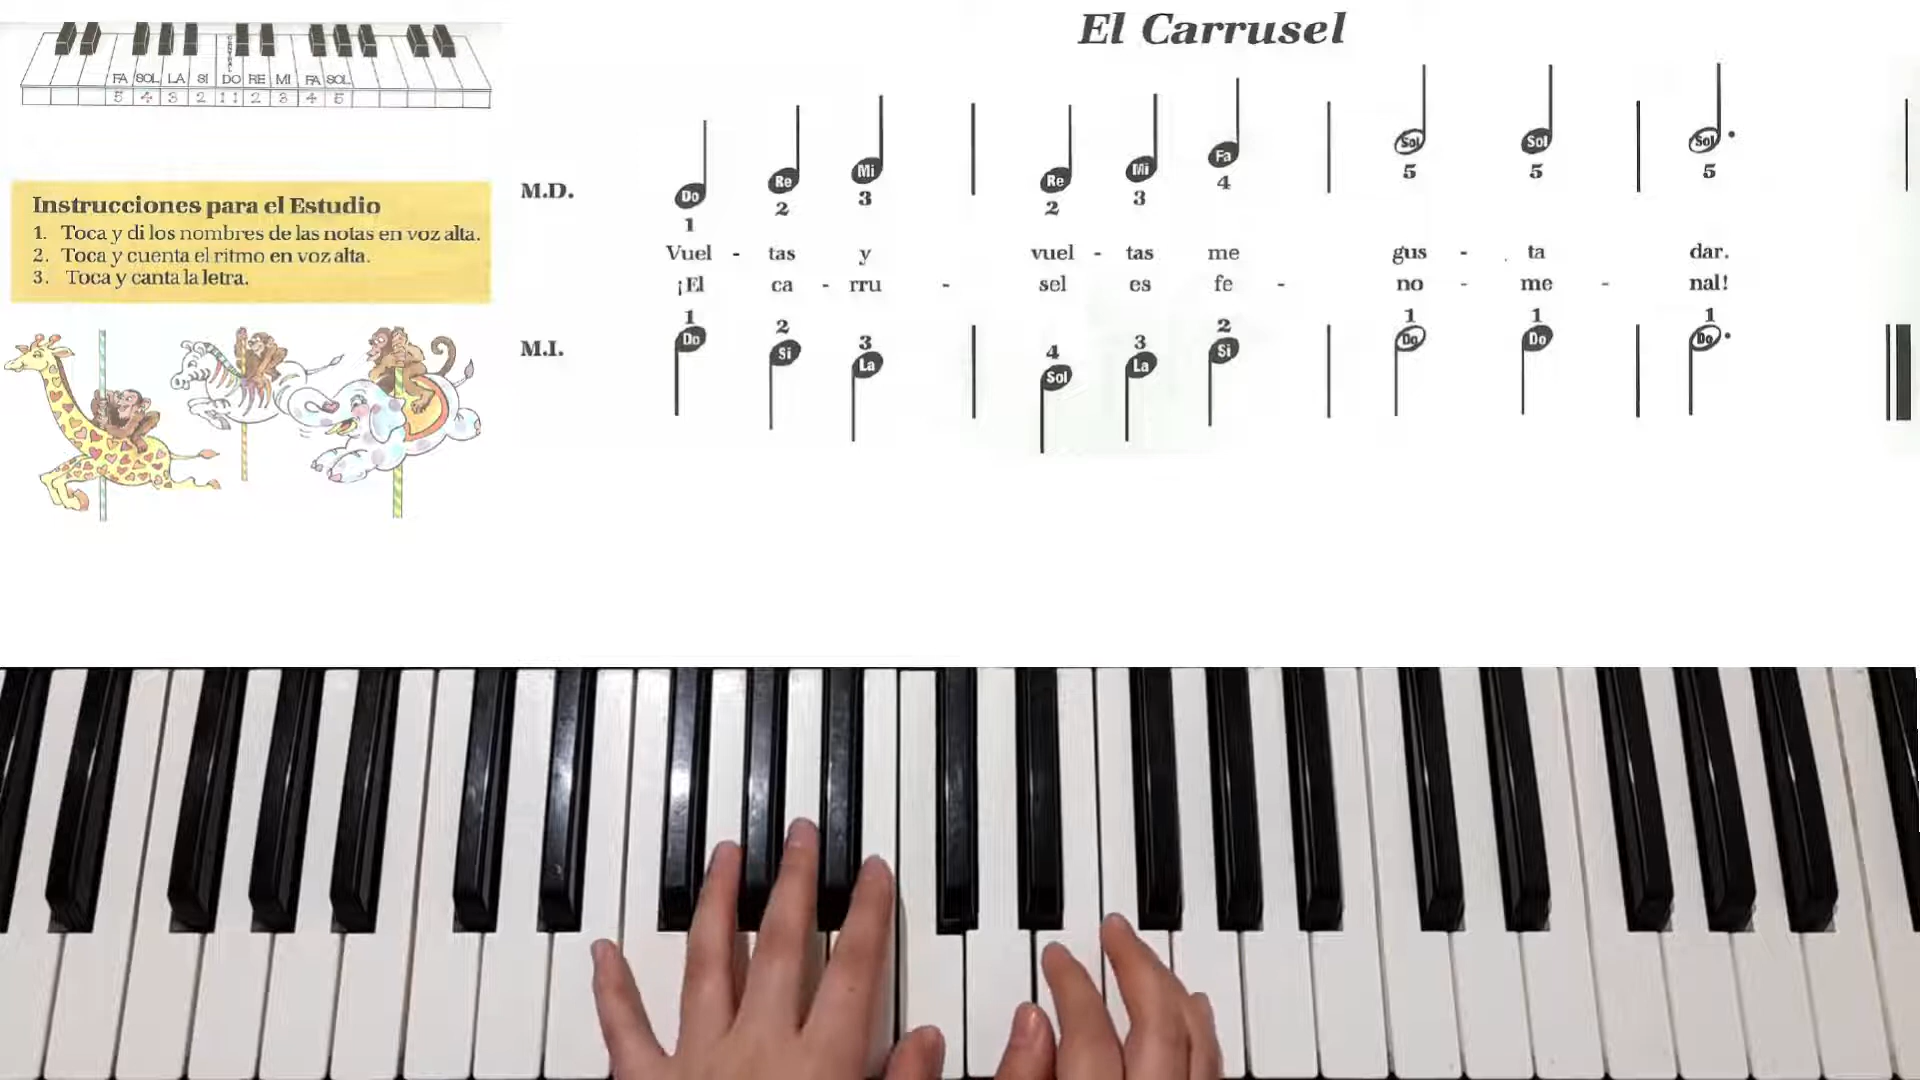 El Carrusel
CENTRAL
FA SOL LA SI DO RE MI FA SOL
5 4 3 2 1 1 2 3 4 5
Instrucciones para el Estudio
1. Toca y di los nombres de las notas en voz alta.
2. Toca y cuenta el ritmo en voz alta.
3. Toca y canta la letra.
M.D.
Do Re Mi Re Mi Fa Sol Sol Sol
1 2 3 2 3 4 5 5 5
Vuel - tas y vuel - tas me gus - ta dar.
¡El ca - rru - sel es fe - no - me - nal!
1 2 3 4 3 2 1 1 1
M.I.
Do Si La Sol La Si Do Do Do